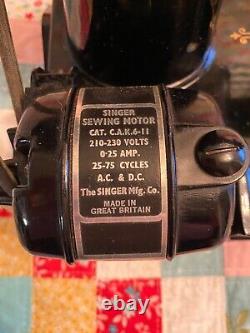 SINGER
SEWING MOTOR
CAT. C.A.K.6-11
210-230 VOLTS
0·25 AMP.
25-75 CYCLES
A.C. & D.C.
The SINGER Mfg. Co.
MADE IN
GREAT BRITAIN